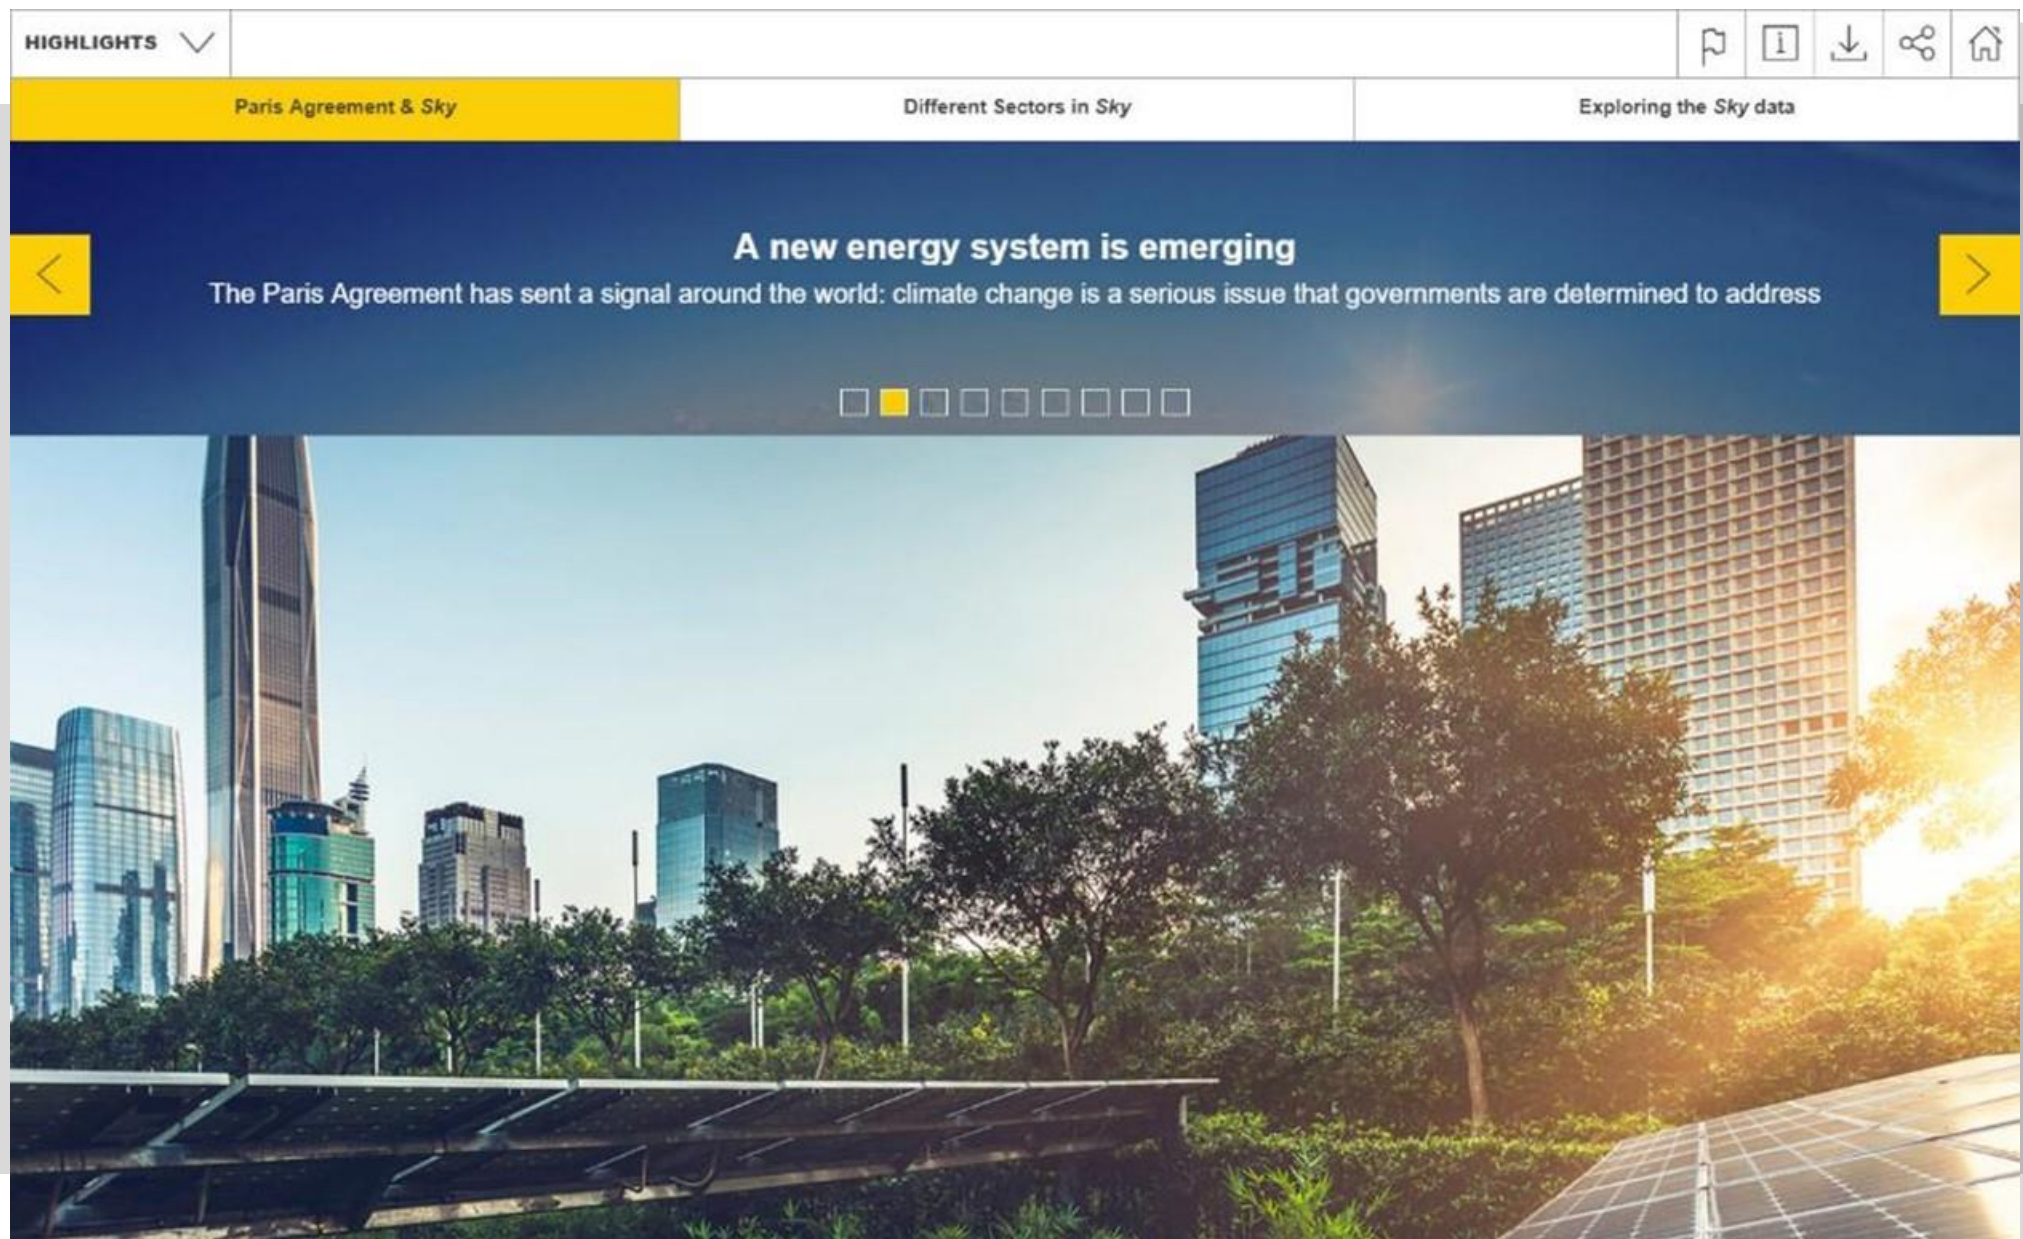 HIGHLIGHTS
Paris Agreement & Sky
Different Sectors in Sky
Exploring the Sky data
A new energy system is emerging
The Paris Agreement has sent a signal around the world: climate change is a serious issue that governments are determined to address